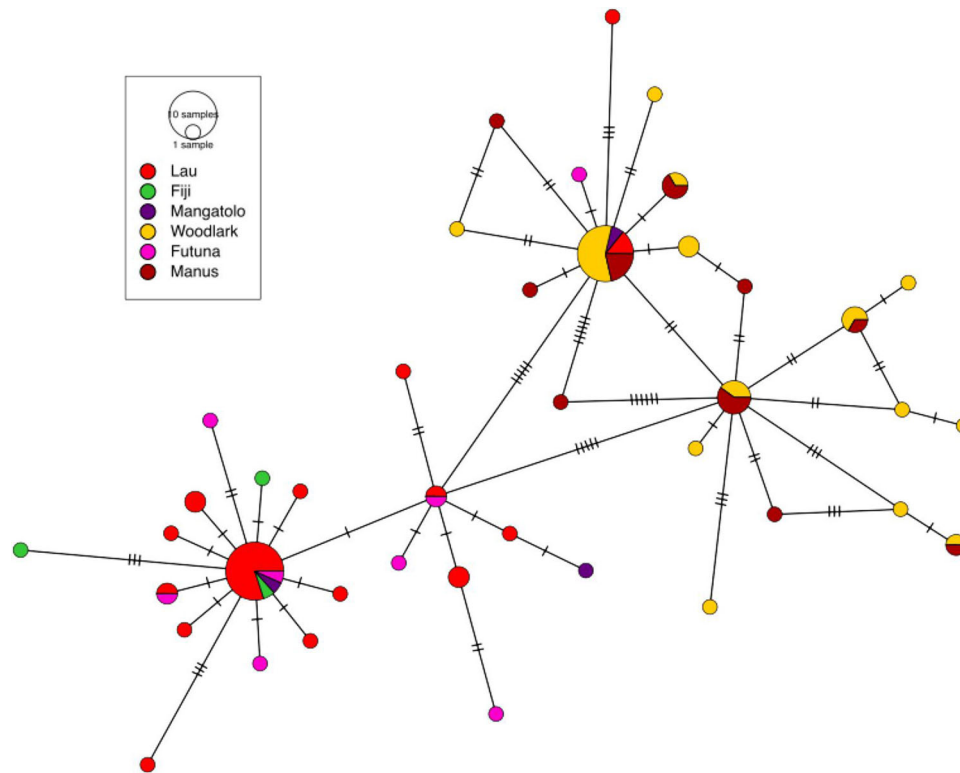 10 samples
1 sample
Lau
Fiji
Mangatolo
Woodlark
Futuna
Manus